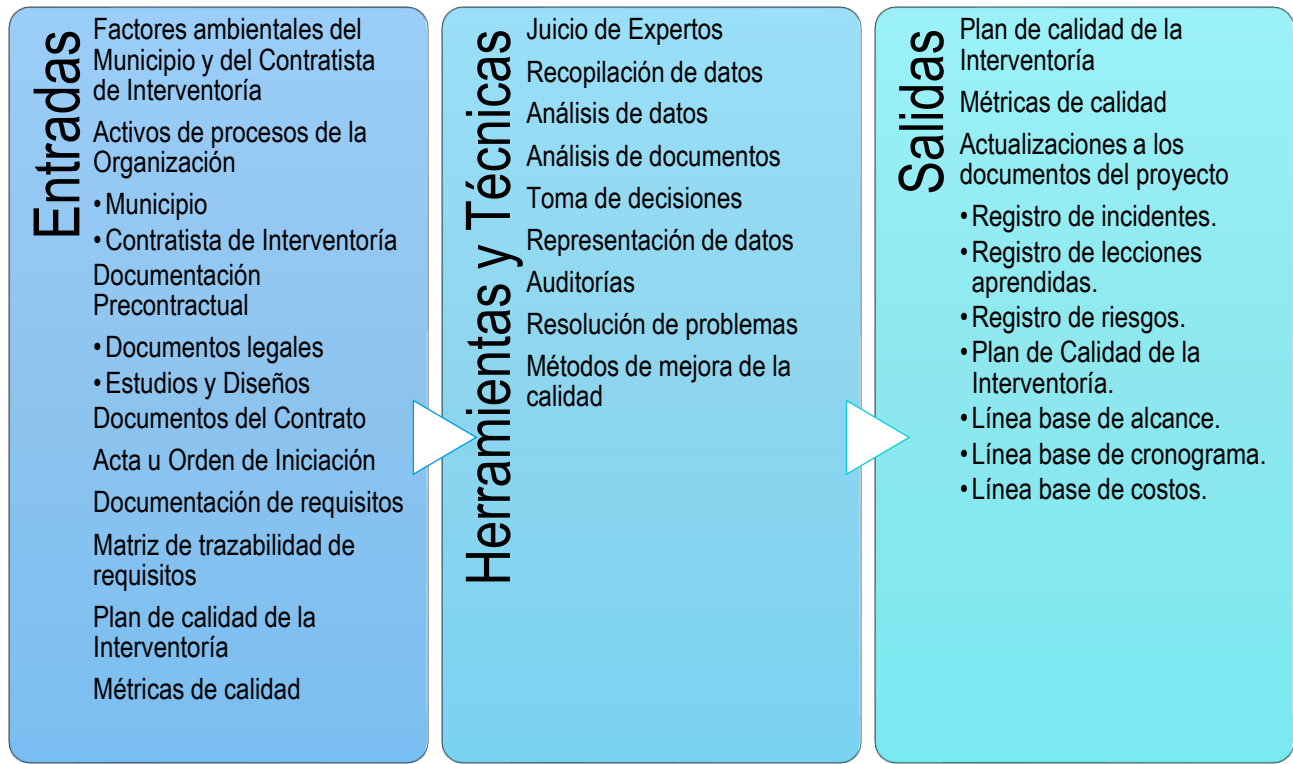 Entradas
Factores ambientales del
Municipio y del Contratista
de Interventoría
Activos de procesos de la
Organización
• Municipio
• Contratista de Interventoría
Documentación
Precontractual
• Documentos legales
• Estudios y Diseños
Documentos del Contrato
Acta u Orden de Iniciación
Documentación de requisitos
Matriz de trazabilidad de
requisitos
Plan de calidad de la
Interventoría
Métricas de calidad
Herramientas y Técnicas
Juicio de Expertos
Recopilación de datos
Análisis de datos
Análisis de documentos
Toma de decisiones
Representación de datos
Auditorías
Resolución de problemas
Métodos de mejora de la
calidad
Salidas
Plan de calidad de la
Interventoría
Métricas de calidad
Actualizaciones a los
documentos del proyecto
• Registro de incidentes.
• Registro de lecciones
aprendidas.
• Registro de riesgos.
• Plan de Calidad de la
Interventoría.
• Línea base de alcance.
• Línea base de cronograma.
• Línea base de costos.